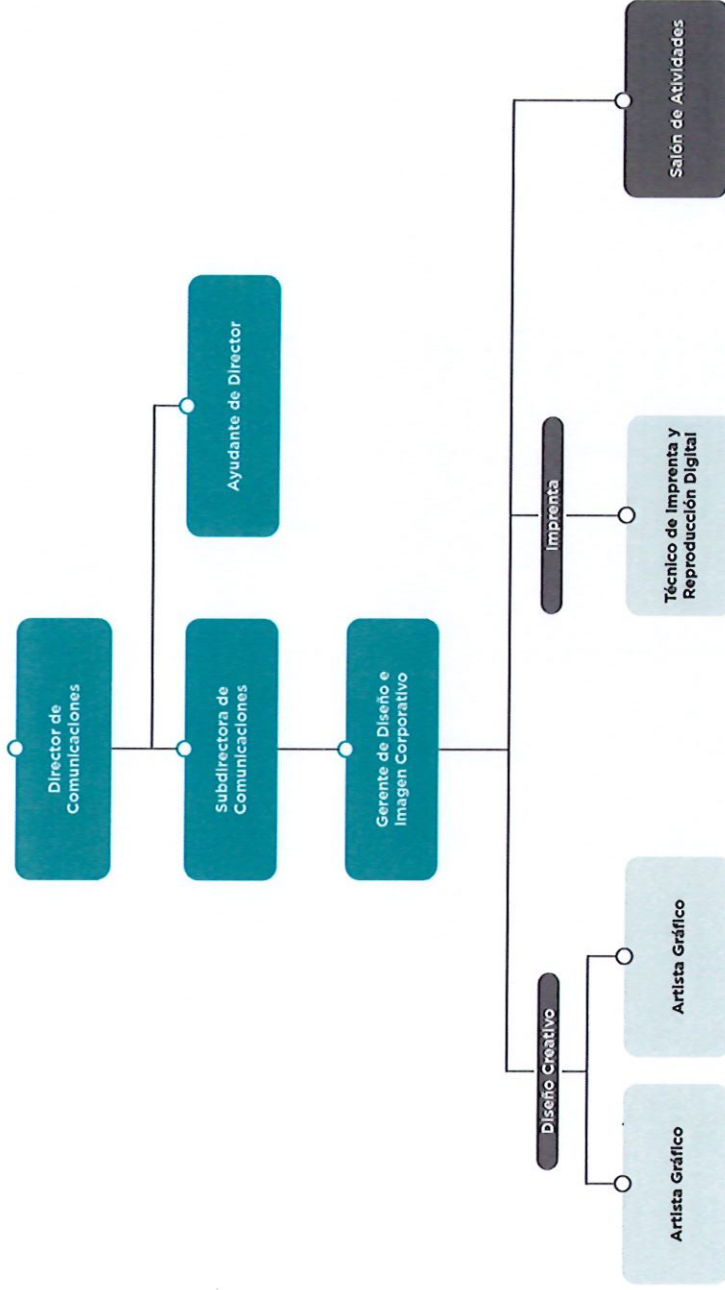 Director de
Comunicaciones
Ayudante de Director
Subdirectora de
Comunicaciones
Gerente de Diseño e
Imagen Corporativo
Diseño Creativo
Imprenta
Artista Gráfico
Artista Gráfico
Técnico de Imprenta y
Reproducción Digital
Salón de Atividades